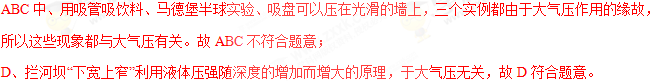 ABC 中、用吸管吸饮料、马德堡半球实验、吸盘可以压在光滑的墙上，三个实例都由于大气压作用的缘故，
所以这些现象都与大气压有关。故 ABC 不符合题意；
D、拦河坝“下宽上窄”利用液体压强随深度的增加而增大的原理，于大气压无关，故 D 符合题意。